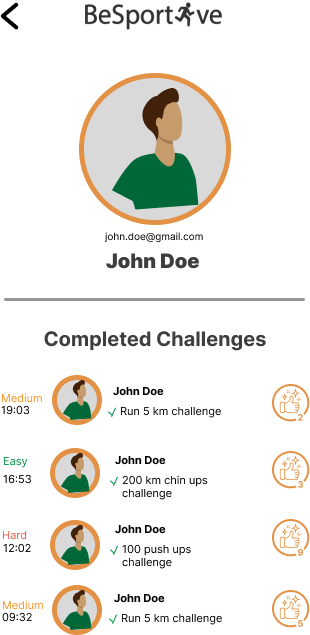 BeSportive
john.doe@gmail.com
John Doe
Completed Challenges
Medium
19:03
John Doe
Run 5 km challenge
2
Easy
16:53
John Doe
200 km chin ups
challenge
3
Hard
12:02
John Doe
100 push ups
challenge
9
Medium
09:32
John Doe
Run 5 km challenge
5